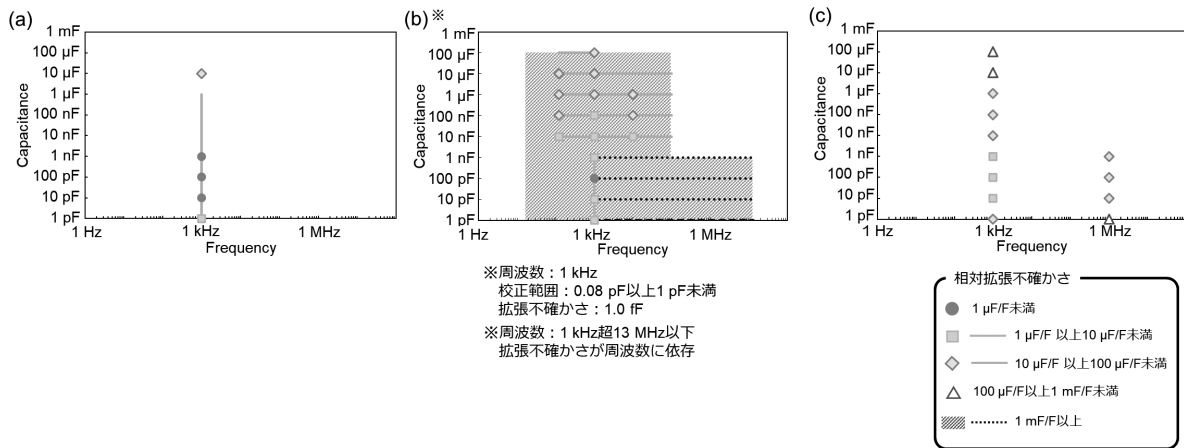 (a)
1 mF
100 µF
10 µF
1 µF
100 nF
10 nF
1 nF
100 pF
10 pF
1 pF
Capacitance
1 Hz
1 kHz
1 MHz
Frequency
(b)※
1 mF
100 µF
10 µF
1 µF
100 nF
10 nF
1 nF
100 pF
10 pF
1 pF
Capacitance
1 Hz
1 kHz
1 MHz
Frequency
※周波数：1 kHz
校正範囲：0.08 pF以上1 pF未満
拡張不確かさ：1.0 fF
※周波数：1 kHz超13 MHz以下
拡張不確かさが周波数に依存
(c)
1 mF
100 µF
10 µF
1 µF
100 nF
10 nF
1 nF
100 pF
10 pF
1 pF
Capacitance
1 Hz
1 kHz
1 MHz
Frequency
相対拡張不確かさ
1 µF/F未満
1 µF/F 以上10 µF/F未満
10 µF/F 以上100 µF/F未満
100 µF/F以上1 mF/F未満
1 mF/F以上